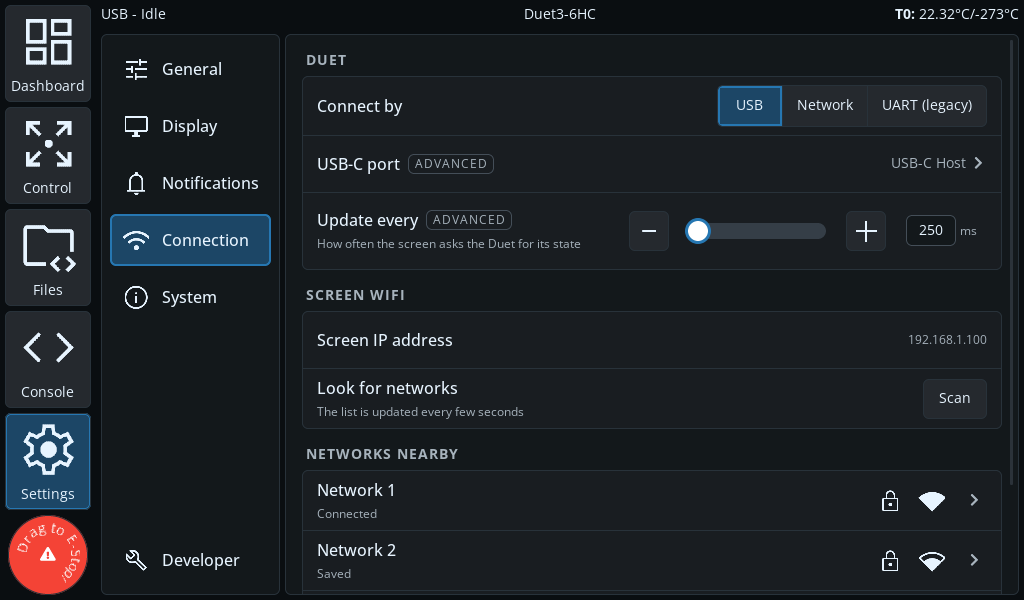 USB - Idle
Duet3-6HC
T0: 22.32°C/-273°C
Dashboard
Control
Files
Console
Settings
Drag to E-Stop!
General
Display
Notifications
Connection
System
Developer
DUET
Connect by
USB
Network
UART (legacy)
USB-C port ADVANCED
USB-C Host
Update every ADVANCED
How often the screen asks the Duet for its state
250 ms
SCREEN WIFI
Screen IP address
192.168.1.100
Look for networks
The list is updated every few seconds
Scan
NETWORKS NEARBY
Network 1
Connected
Network 2
Saved